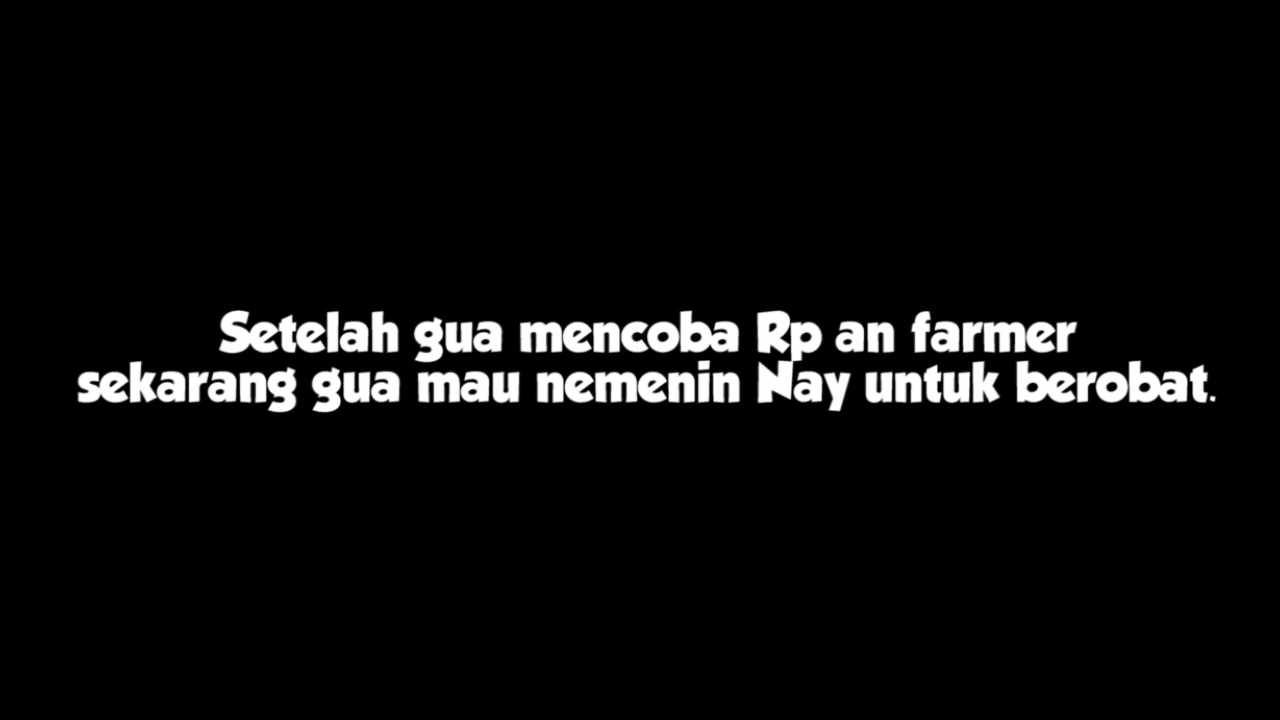 Setelah gua mencoba Rp an farmer
sekarang gua mau nemenin Nay untuk berobat.